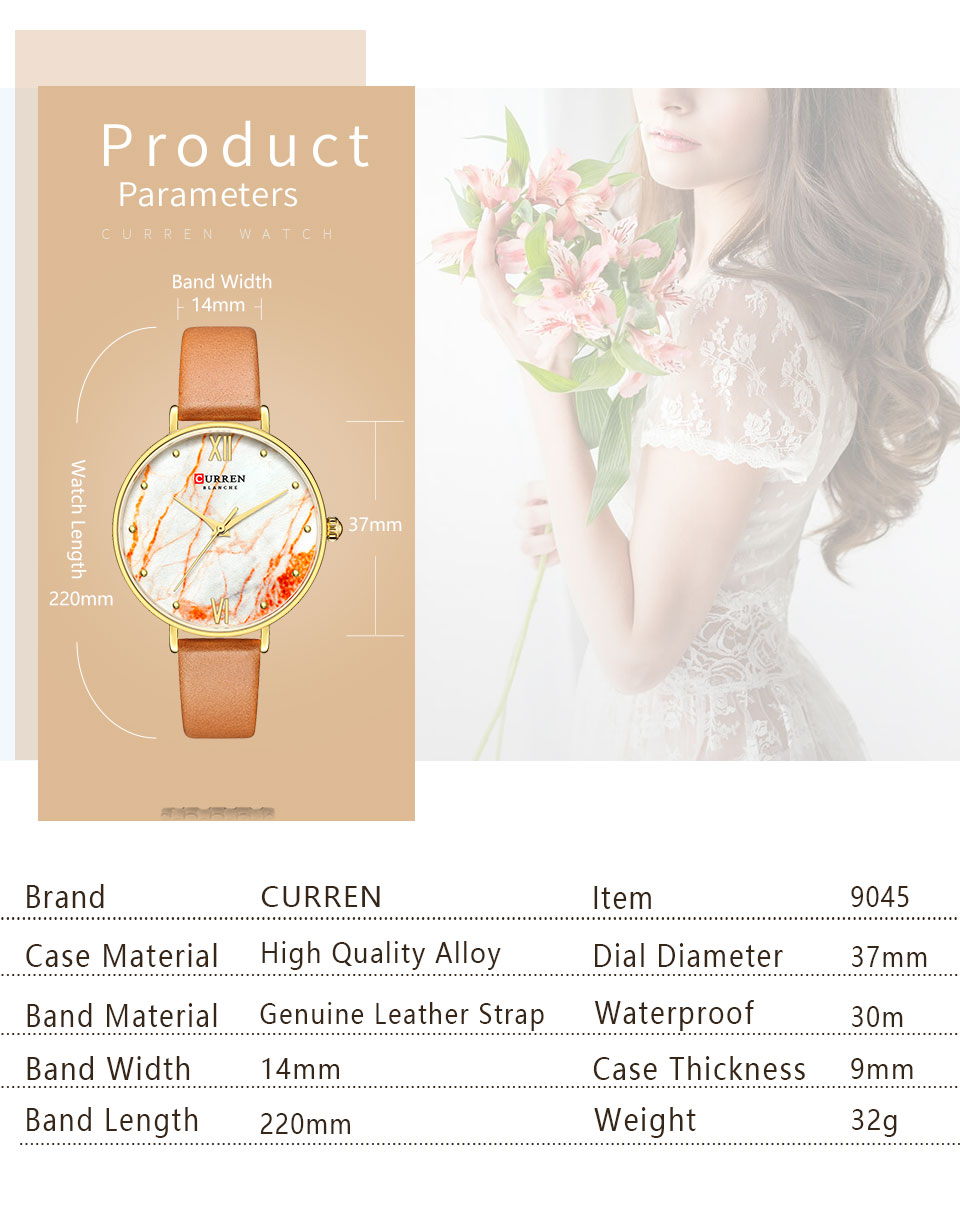 Product
Parameters
CURREN WATCH
Band Width
14mm
Watch Length
220mm
37mm
XII
CURREN
BLANCHE
VI
Brand CURREN Item 9045
Case Material High Quality Alloy Dial Diameter 37mm
Band Material Genuine Leather Strap Waterproof 30m
Band Width 14mm Case Thickness 9mm
Band Length 220mm Weight 32g